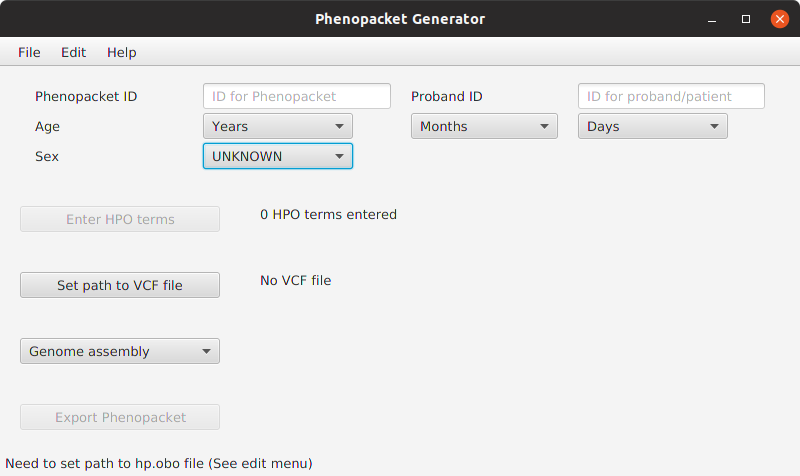 Phenopacket Generator
File Edit Help
Phenopacket ID ID for Phenopacket Proband ID ID for proband/patient
Age Years Months Days
Sex UNKNOWN
Enter HPO terms 0 HPO terms entered
Set path to VCF file No VCF file
Genome assembly
Export Phenopacket
Need to set path to hp.obo file (See edit menu)